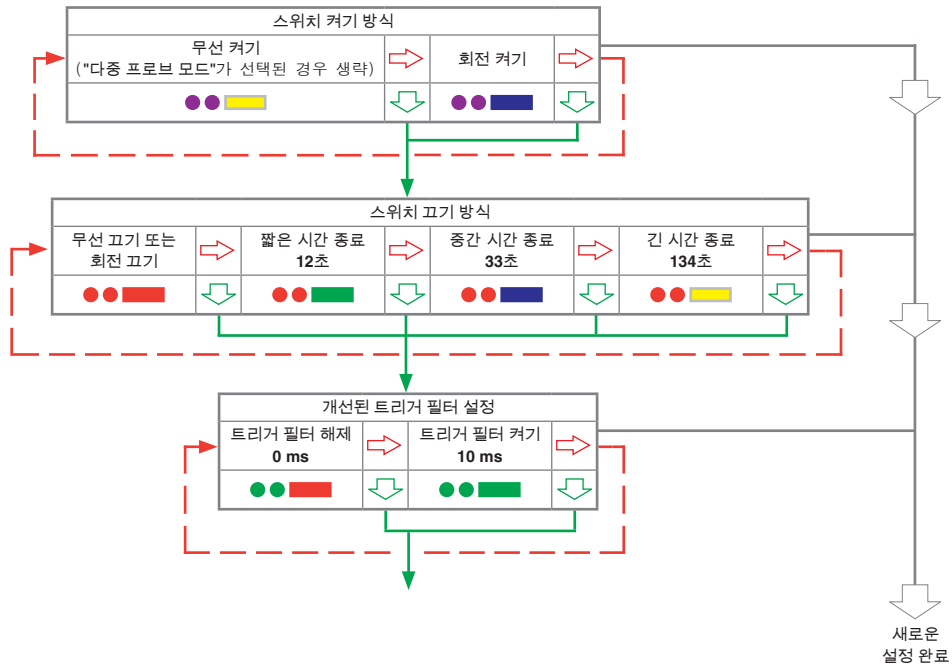 스위치 켜기 방식
무선 켜기
("다중 프로브 모드"가 선택된 경우 생략)
회전 켜기
스위치 끄기 방식
무선 끄기 또는
회전 끄기
짧은 시간 종료
12초
중간 시간 종료
33초
긴 시간 종료
134초
개선된 트리거 필터 설정
트리거 필터 해제
0 ms
트리거 필터 켜기
10 ms
새로운
설정 완료